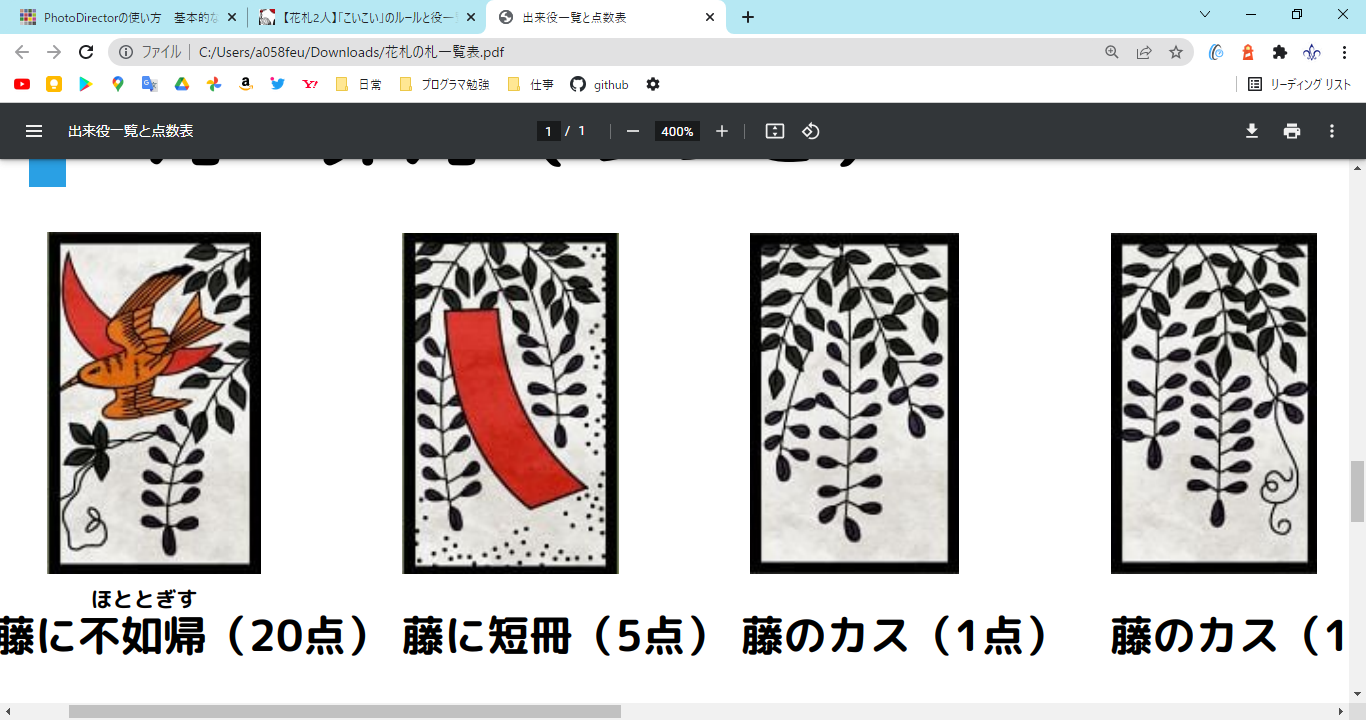 PhotoDirectorの使い方　基本的な
【花札2人】「こいこい」のルールと役一
出来役一覧と点数表
ファイル
C:/Users/a058feu/Downloads/花札の札一覧表.pdf
日常
プログラマ勉強
仕事
github
リーディング リスト
出来役一覧と点数表
1 / 1
400%
ほととぎす
藤に不如帰（20点）
藤に短冊（5点）
藤のカス（1点）
藤のカス（1